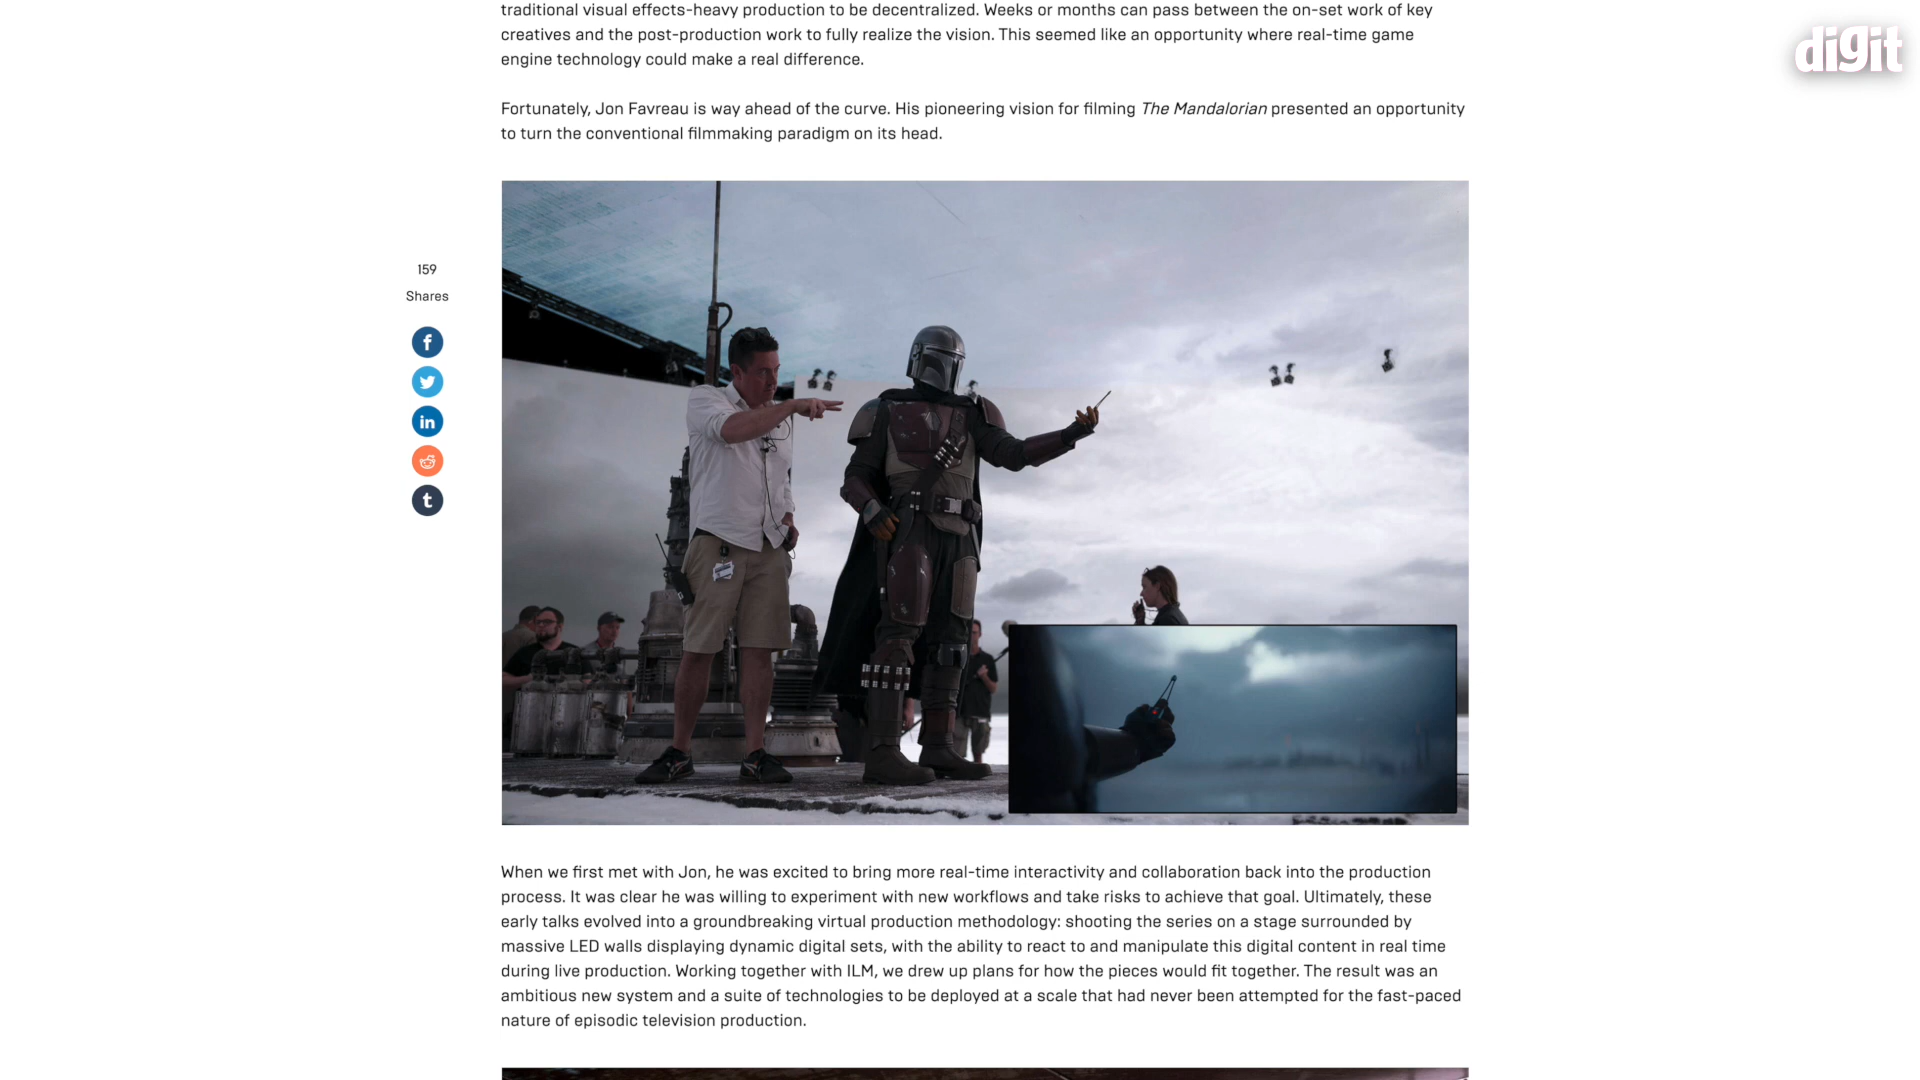 traditional visual effects-heavy production to be decentralized. Weeks or months can pass between the on-set work of key
creatives and the post-production work to fully realize the vision. This seemed like an opportunity where real-time game
engine technology could make a real difference.
digit
Fortunately, Jon Favreau is way ahead of the curve. His pioneering vision for filming The Mandalorian presented an opportunity
to turn the conventional filmmaking paradigm on its head.
159
Shares
When we first met with Jon, he was excited to bring more real-time interactivity and collaboration back into the production
process. It was clear he was willing to experiment with new workflows and take risks to achieve that goal. Ultimately, these
early talks evolved into a groundbreaking virtual production methodology: shooting the series on a stage surrounded by
massive LED walls displaying dynamic digital sets, with the ability to react to and manipulate this digital content in real time
during live production. Working together with ILM, we drew up plans for how the pieces would fit together. The result was an
ambitious new system and a suite of technologies to be deployed at a scale that had never been attempted for the fast-paced
nature of episodic television production.